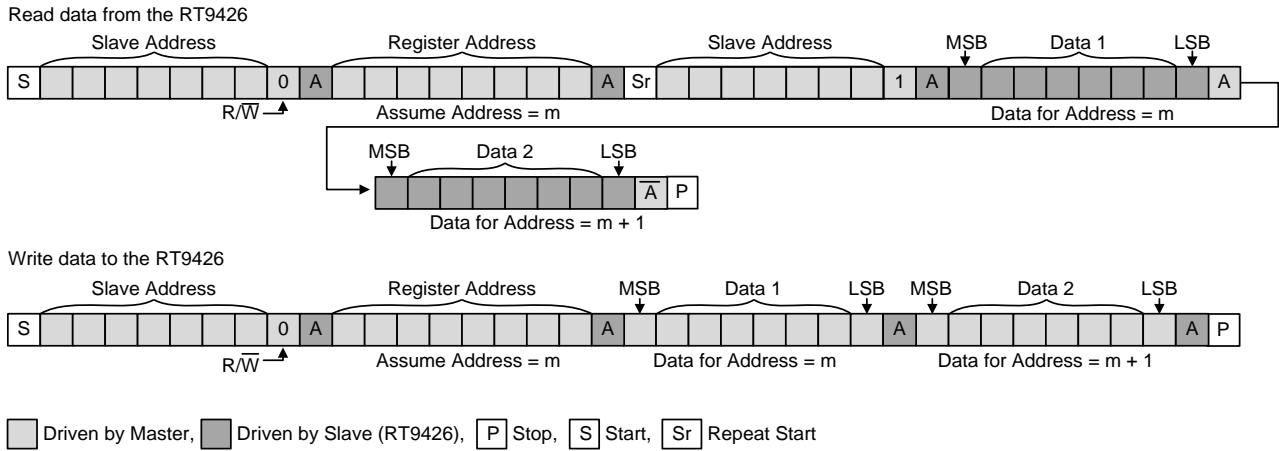 Read data from the RT9426
Slave Address Register Address Slave Address MSB Data 1 LSB
S 0 A A Sr 1 A A
R/W̅ Assume Address = m Data for Address = m
MSB Data 2 LSB
A̅ P
Data for Address = m + 1
Write data to the RT9426
Slave Address Register Address MSB Data 1 LSB MSB Data 2 LSB
S 0 A A A A P
R/W̅ Assume Address = m Data for Address = m Data for Address = m + 1
Driven by Master, Driven by Slave (RT9426), P Stop, S Start, Sr Repeat Start